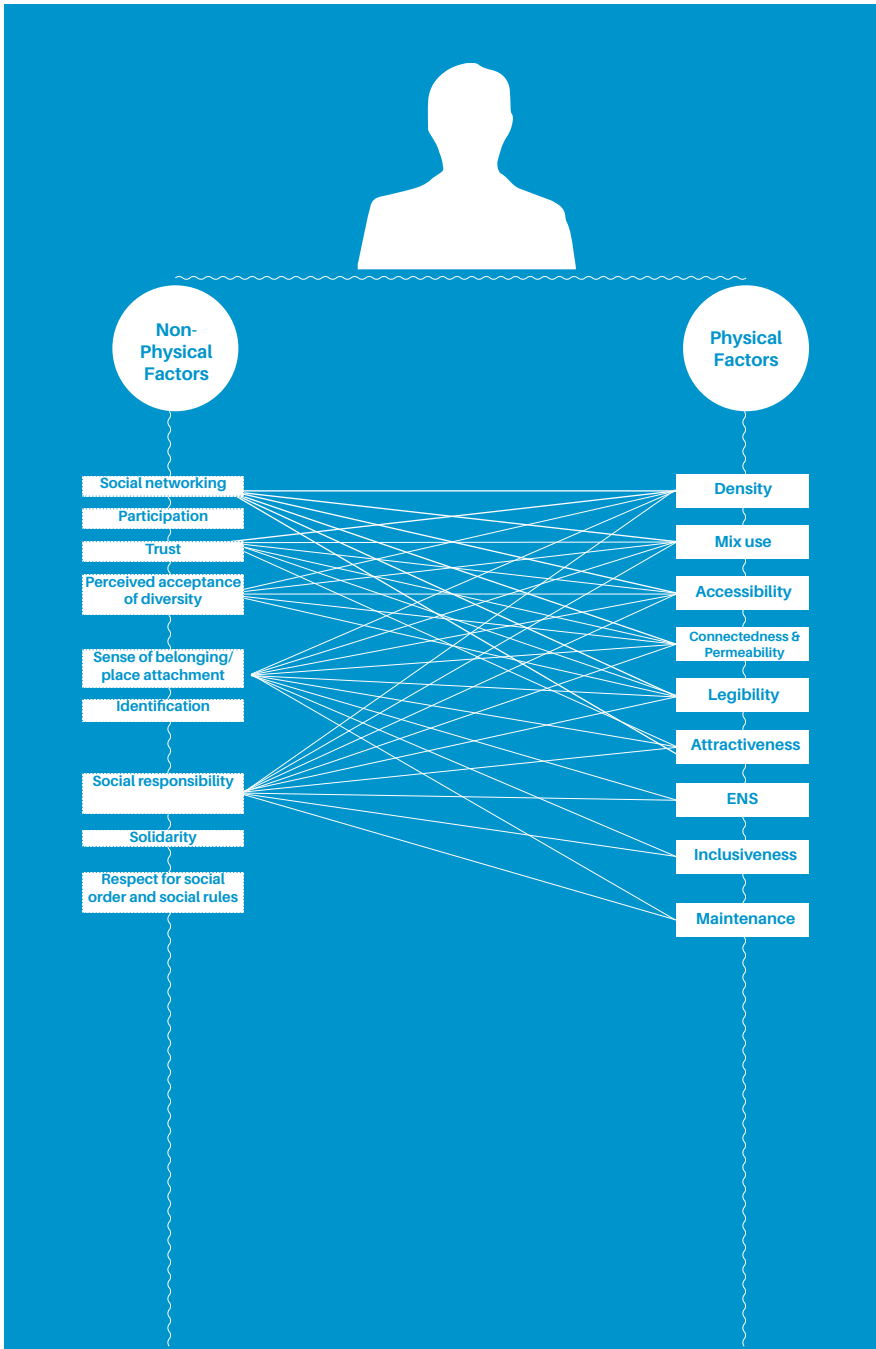 Non-
Physical
Factors
Physical
Factors
Social networking
Participation
Trust
Perceived acceptance
of diversity
Sense of belonging/
place attachment
Identification
Social responsibility
Solidarity
Respect for social
order and social rules
Density
Mix use
Accessibility
Connectedness &
Permeability
Legibility
Attractiveness
ENS
Inclusiveness
Maintenance